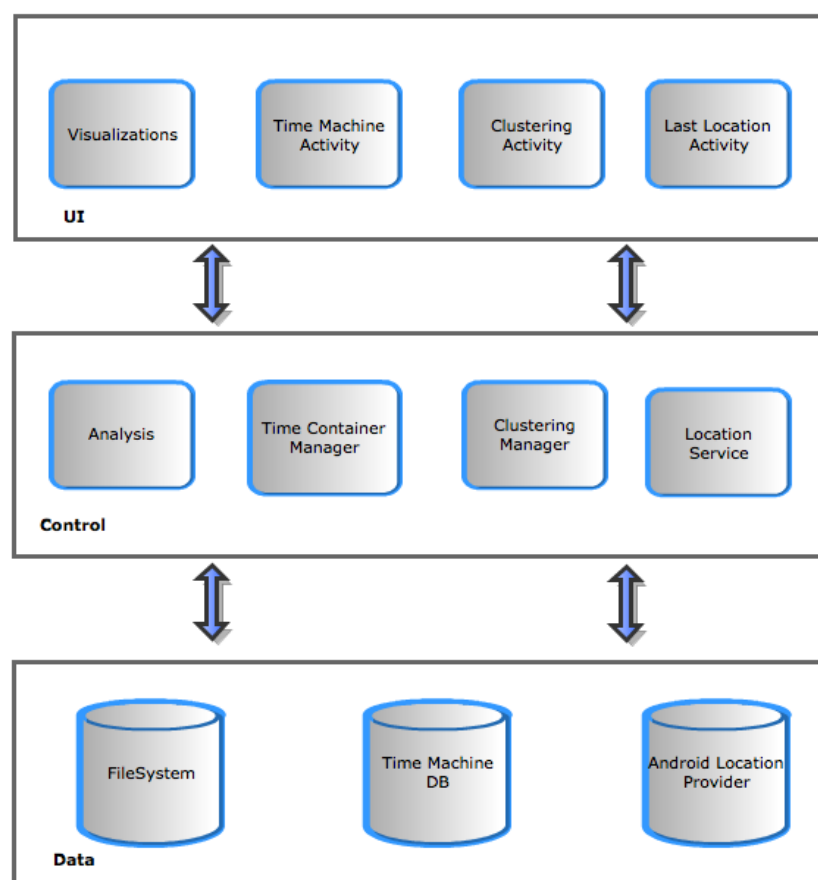 Visualizations
Time Machine
Activity
Clustering
Activity
Last Location
Activity
UI
Analysis
Time Container
Manager
Clustering
Manager
Location
Service
Control
FileSystem
Time Machine
DB
Android Location
Provider
Data